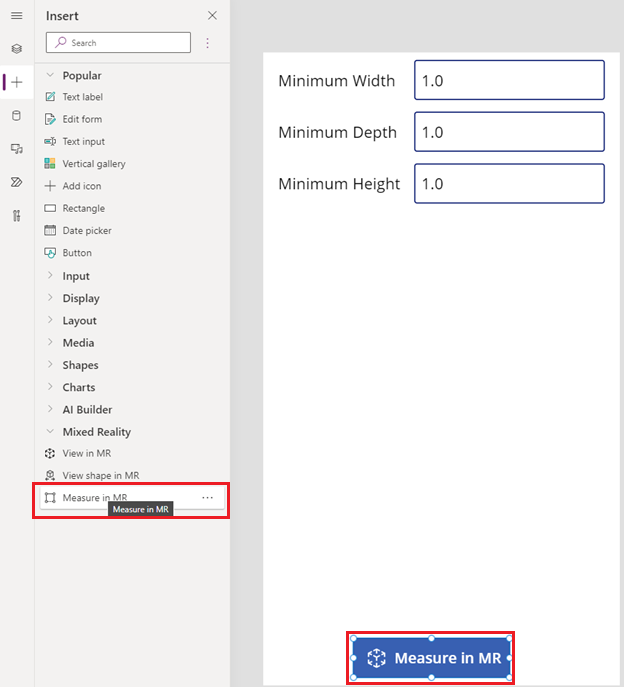 Insert
Search
Popular
Text label
Edit form
Text input
Vertical gallery
Add icon
Rectangle
Date picker
Button
Input
Display
Layout
Media
Shapes
Charts
AI Builder
Mixed Reality
View in MR
View shape in MR
Measure in MR
Measure in MR
Minimum Width 1.0
Minimum Depth 1.0
Minimum Height 1.0
Measure in MR